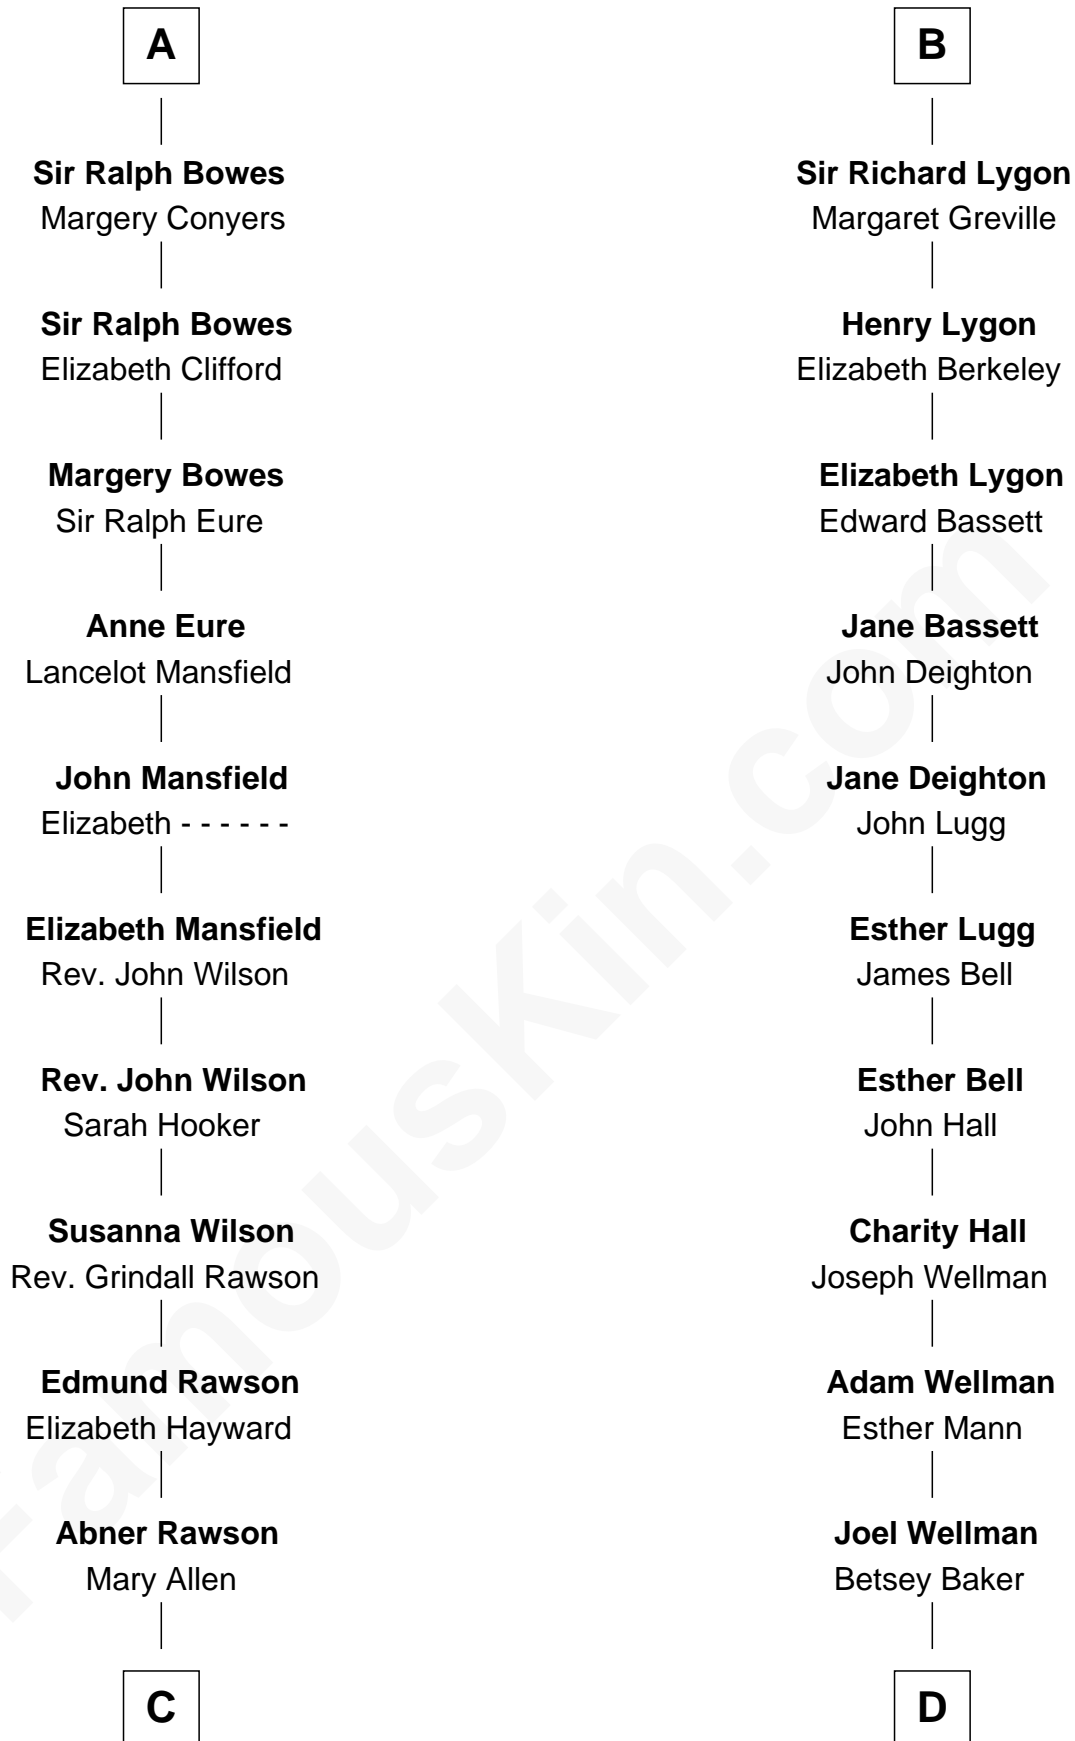 A
Sir Ralph Bowes
Margery Conyers
Sir Ralph Bowes
Elizabeth Clifford
Margery Bowes
Sir Ralph Eure
Anne Eure
Lancelot Mansfield
John Mansfield
Elizabeth - - - - - -
Elizabeth Mansfield
Rev. John Wilson
Rev. John Wilson
Sarah Hooker
Susanna Wilson
Rev. Grindall Rawson
Edmund Rawson
Elizabeth Hayward
Abner Rawson
Mary Allen
C
B
Sir Richard Lygon
Margaret Greville
Henry Lygon
Elizabeth Berkeley
Elizabeth Lygon
Edward Bassett
Jane Bassett
John Deighton
Jane Deighton
John Lugg
Esther Lugg
James Bell
Esther Bell
John Hall
Charity Hall
Joseph Wellman
Adam Wellman
Esther Mann
Joel Wellman
Betsey Baker
D
FamousKin.com